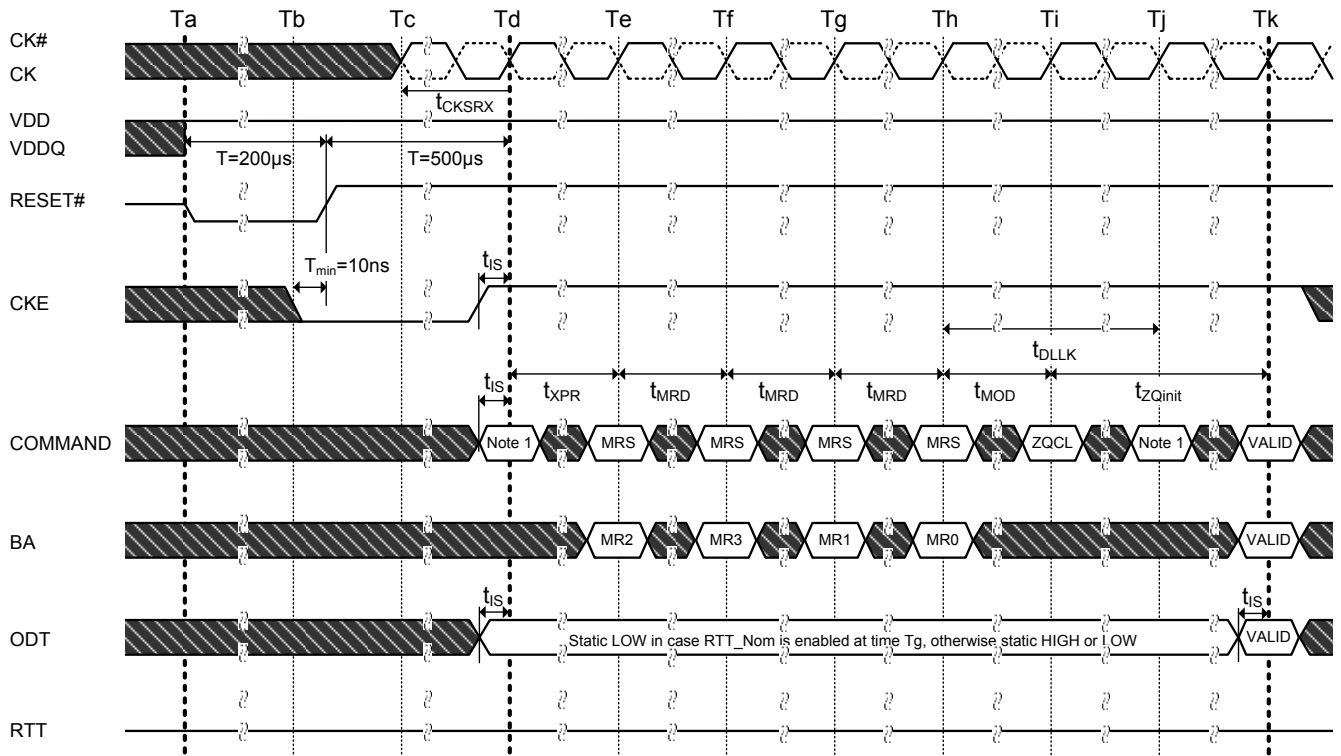 Ta Tb Tc Td Te Tf Tg Th Ti Tj Tk
CK#
CK
tCKSRX
VDD
VDDQ
T=200µs T=500µs
RESET#
Tmin=10ns tIS
CKE
tDLLK
tIS tXPR tMRD tMRD tMRD tMOD tZQinit
COMMAND Note 1 MRS MRS MRS MRS ZQCL Note 1 VALID
BA MR2 MR3 MR1 MR0 VALID
tIS tIS
ODT Static LOW in case RTT_Nom is enabled at time Tg, otherwise static HIGH or LOW VALID
RTT